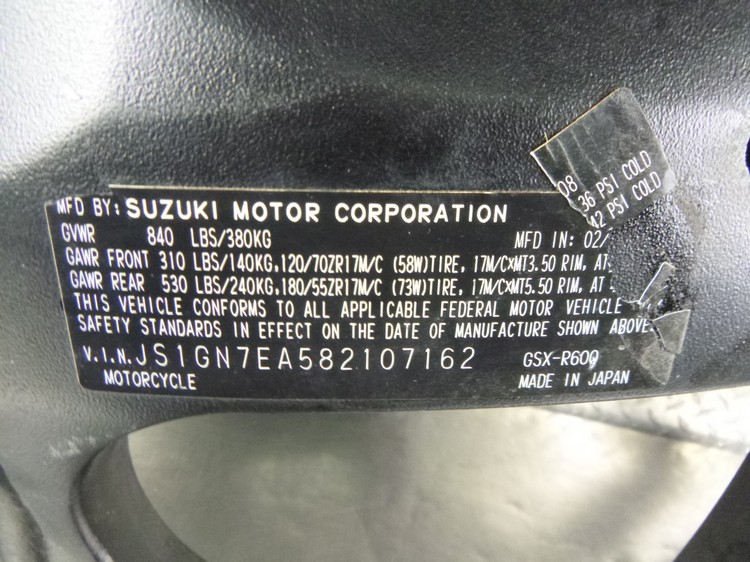 08
36 PSI COLD
42 PSI COLD
MFD BY: SUZUKI MOTOR CORPORATION
GVWR 840 LBS/380KG MFD IN: 02/
GAWR FRONT 310 LBS/140KG,120/70ZR17M/C (58W)TIRE, 17M/C×MT3.50 RIM, AT
GAWR REAR 530 LBS/240KG,180/55ZR17M/C (73W)TIRE, 17M/C×MT5.50 RIM, AT
THIS VEHICLE CONFORMS TO ALL APPLICABLE FEDERAL MOTOR VEHICLE
SAFETY STANDARDS IN EFFECT ON THE DATE OF MANUFACTURE SHOWN ABOVE.
V.I.N. JS1GN7EA582107162 GSX-R600
MOTORCYCLE MADE IN JAPAN